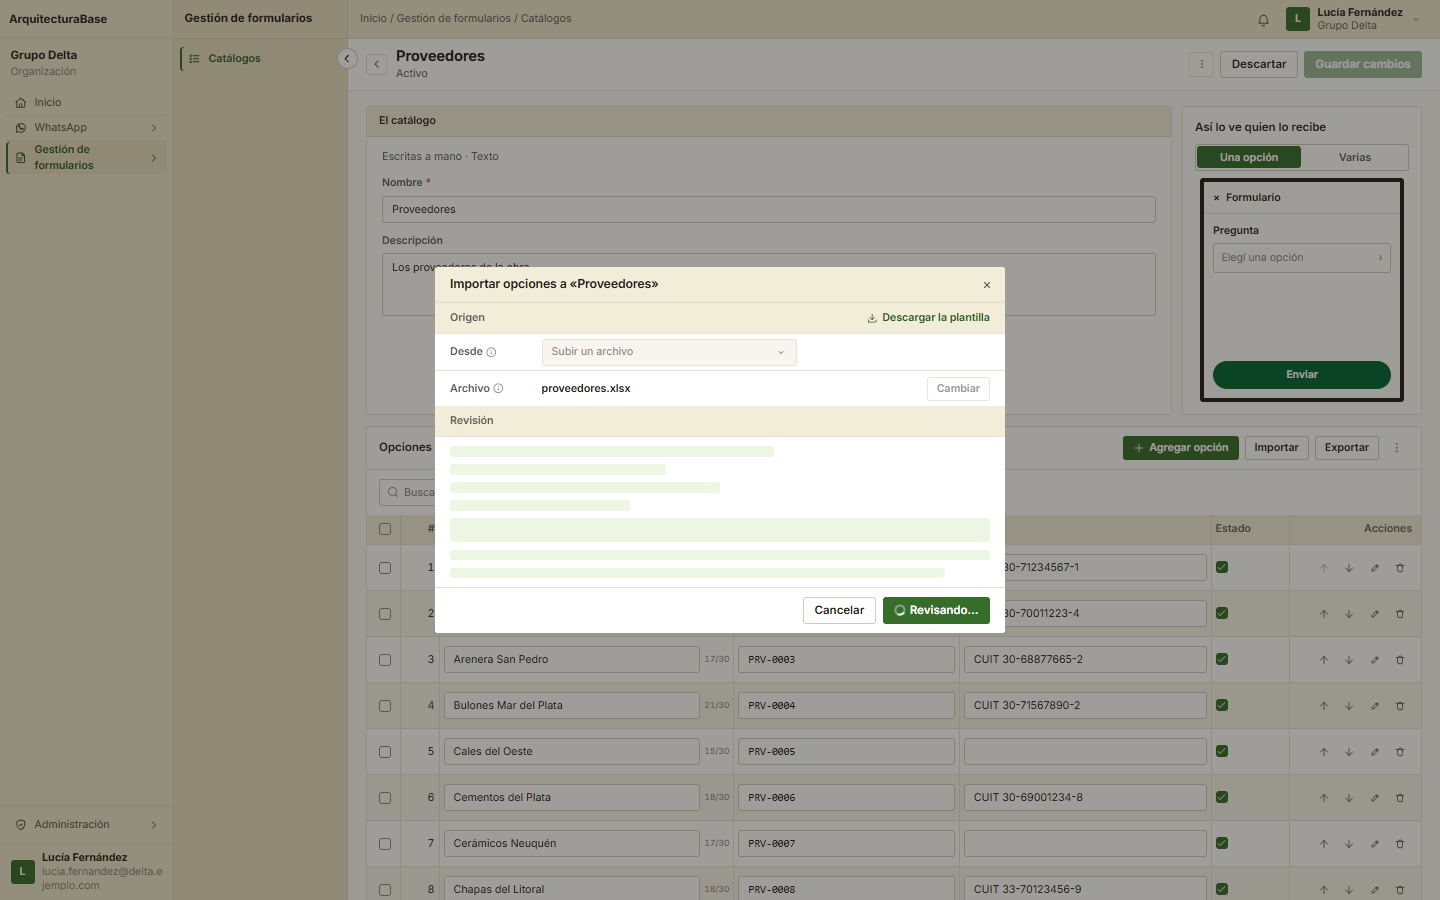 ArquitecturaBase
Gestión de formularios
Inicio / Gestión de formularios / Catálogos
L
Lucía Fernández
Grupo Delta
Grupo Delta
Organización
Inicio
WhatsApp
Gestión de
formularios
Catálogos
Proveedores
Activo
Descartar
Guardar cambios
El catálogo
Escritas a mano · Texto
Nombre *
Proveedores
Descripción
Así lo ve quien lo recibe
Una opción
Varias
× Formulario
Pregunta
Elegí una opción
Enviar
Importar opciones a «Proveedores»
×
Origen
Descargar la plantilla
Desde
Subir un archivo
Archivo
proveedores.xlsx
Cambiar
Revisión
Cancelar
Revisando...
Opciones
Agregar opción
Importar
Exportar
#
Estado
Acciones
1
30-71234567-1
2
30-70011223-4
3
Arenera San Pedro
17/30
PRV-0003
CUIT 30-68877665-2
4
Bulones Mar del Plata
21/30
PRV-0004
CUIT 30-71567890-2
5
Cales del Oeste
15/30
PRV-0005
6
Cementos del Plata
18/30
PRV-0006
CUIT 30-69001234-8
7
Cerámicos Neuquén
17/30
PRV-0007
8
Chapas del Litoral
18/30
PRV-0008
CUIT 33-70123456-9
Administración
L
Lucía Fernández
lucia.fernandez@delta.e
jemplo.com